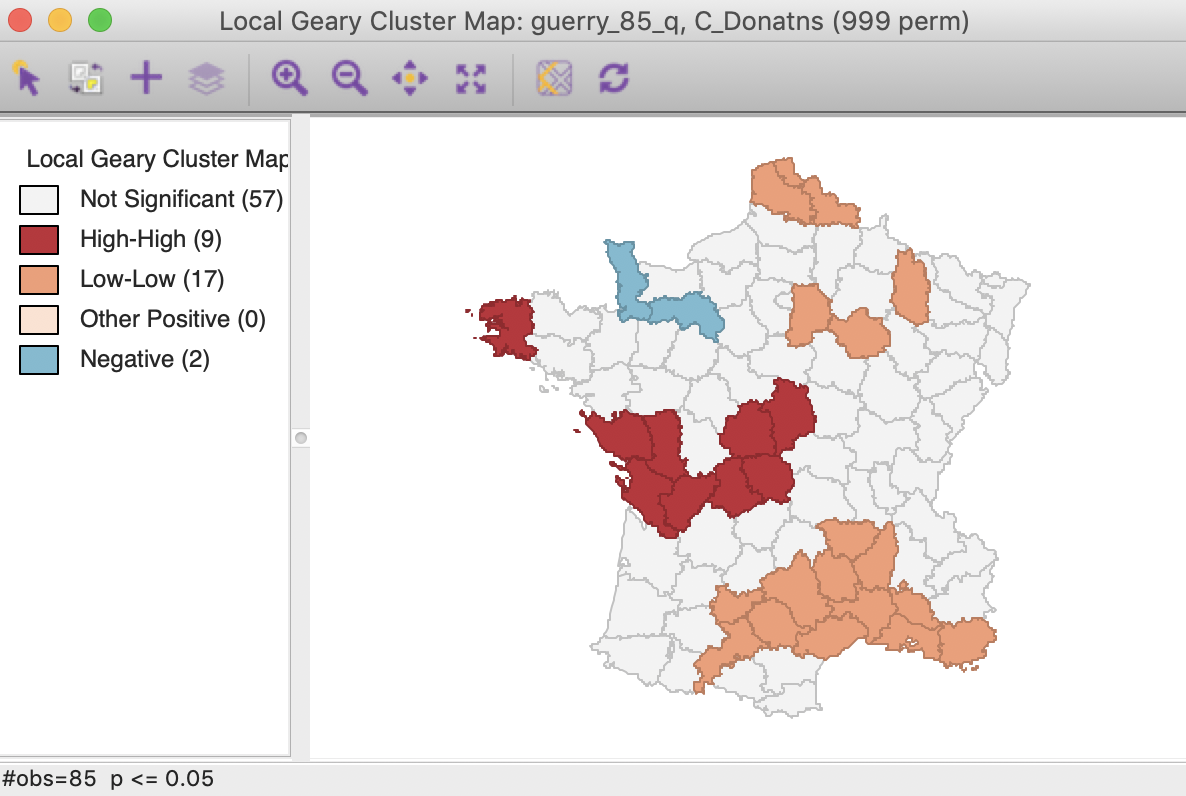 Local Geary Cluster Map: guerry_85_q, C_Donatns (999 perm)
Local Geary Cluster Map
Not Significant (57)
High-High (9)
Low-Low (17)
Other Positive (0)
Negative (2)
#obs=85 p <= 0.05